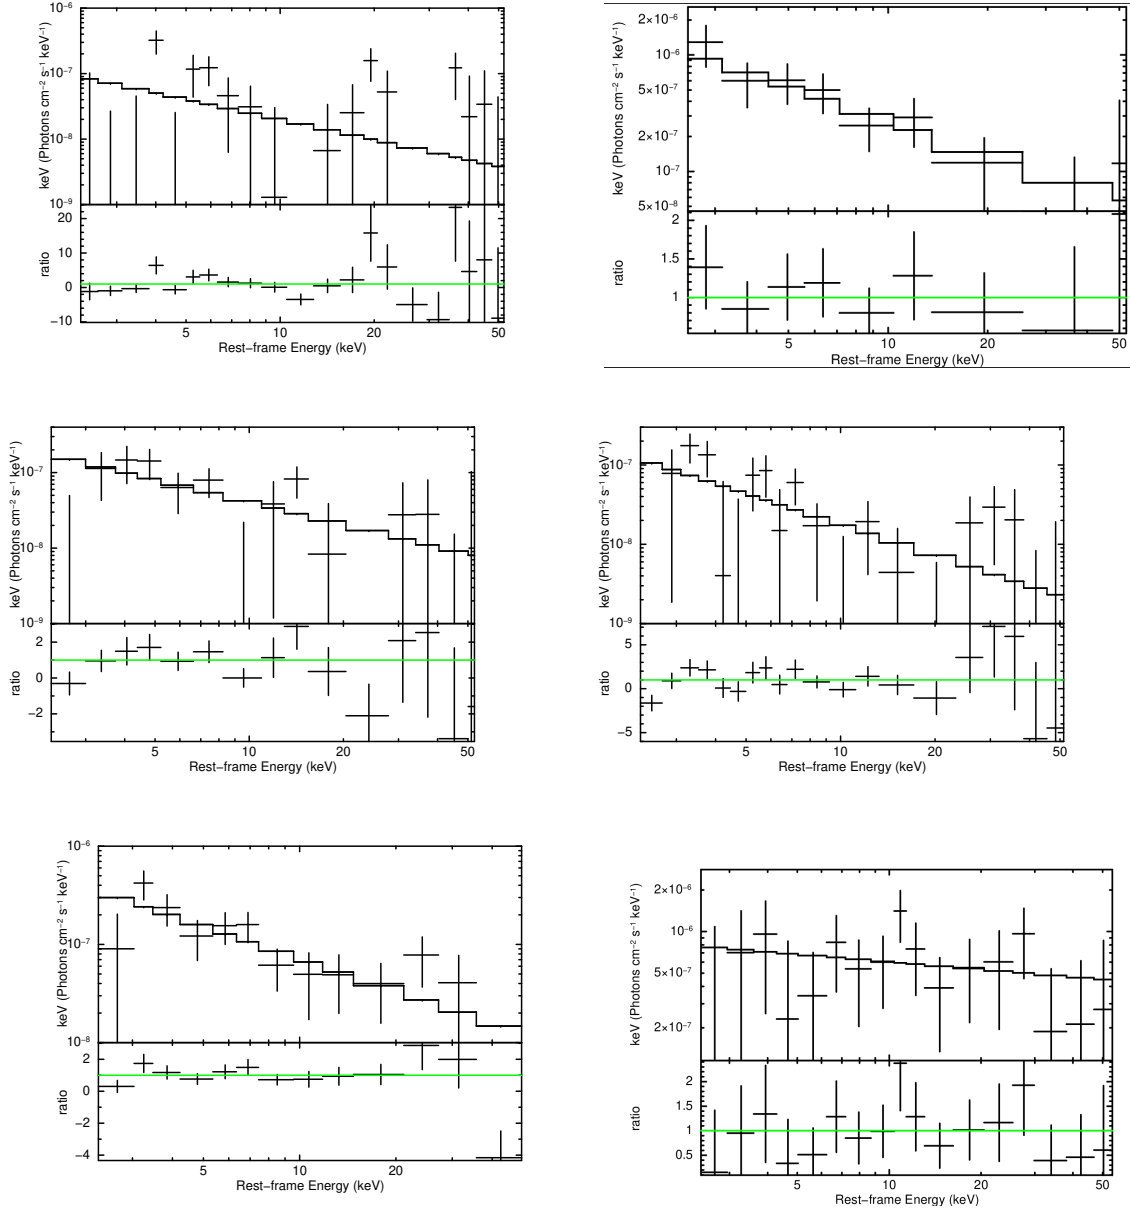 10⁻⁶
10⁻⁷
10⁻⁸
10⁻⁹
keV (Photons cm⁻² s⁻¹ keV⁻¹)
20
10
0
−10
ratio
5 10 20 50
Rest−frame Energy (keV)
2×10⁻⁶
10⁻⁶
5×10⁻⁷
2×10⁻⁷
10⁻⁷
5×10⁻⁸
keV (Photons cm⁻² s⁻¹ keV⁻¹)
2
1.5
1
ratio
5 10 20 50
Rest−frame Energy (keV)
10⁻⁷
10⁻⁸
10⁻⁹
keV (Photons cm⁻² s⁻¹ keV⁻¹)
2
0
−2
ratio
5 10 20 50
Rest−frame Energy (keV)
10⁻⁷
10⁻⁸
10⁻⁹
keV (Photons cm⁻² s⁻¹ keV⁻¹)
5
0
−5
ratio
5 10 20 50
Rest−frame Energy (keV)
10⁻⁶
10⁻⁷
10⁻⁸
keV (Photons cm⁻² s⁻¹ keV⁻¹)
2
0
−2
−4
ratio
5 10 20
Rest−frame Energy (keV)
2×10⁻⁶
10⁻⁶
5×10⁻⁷
2×10⁻⁷
keV (Photons cm⁻² s⁻¹ keV⁻¹)
2
1.5
1
0.5
ratio
5 10 20 50
Rest−frame Energy (keV)